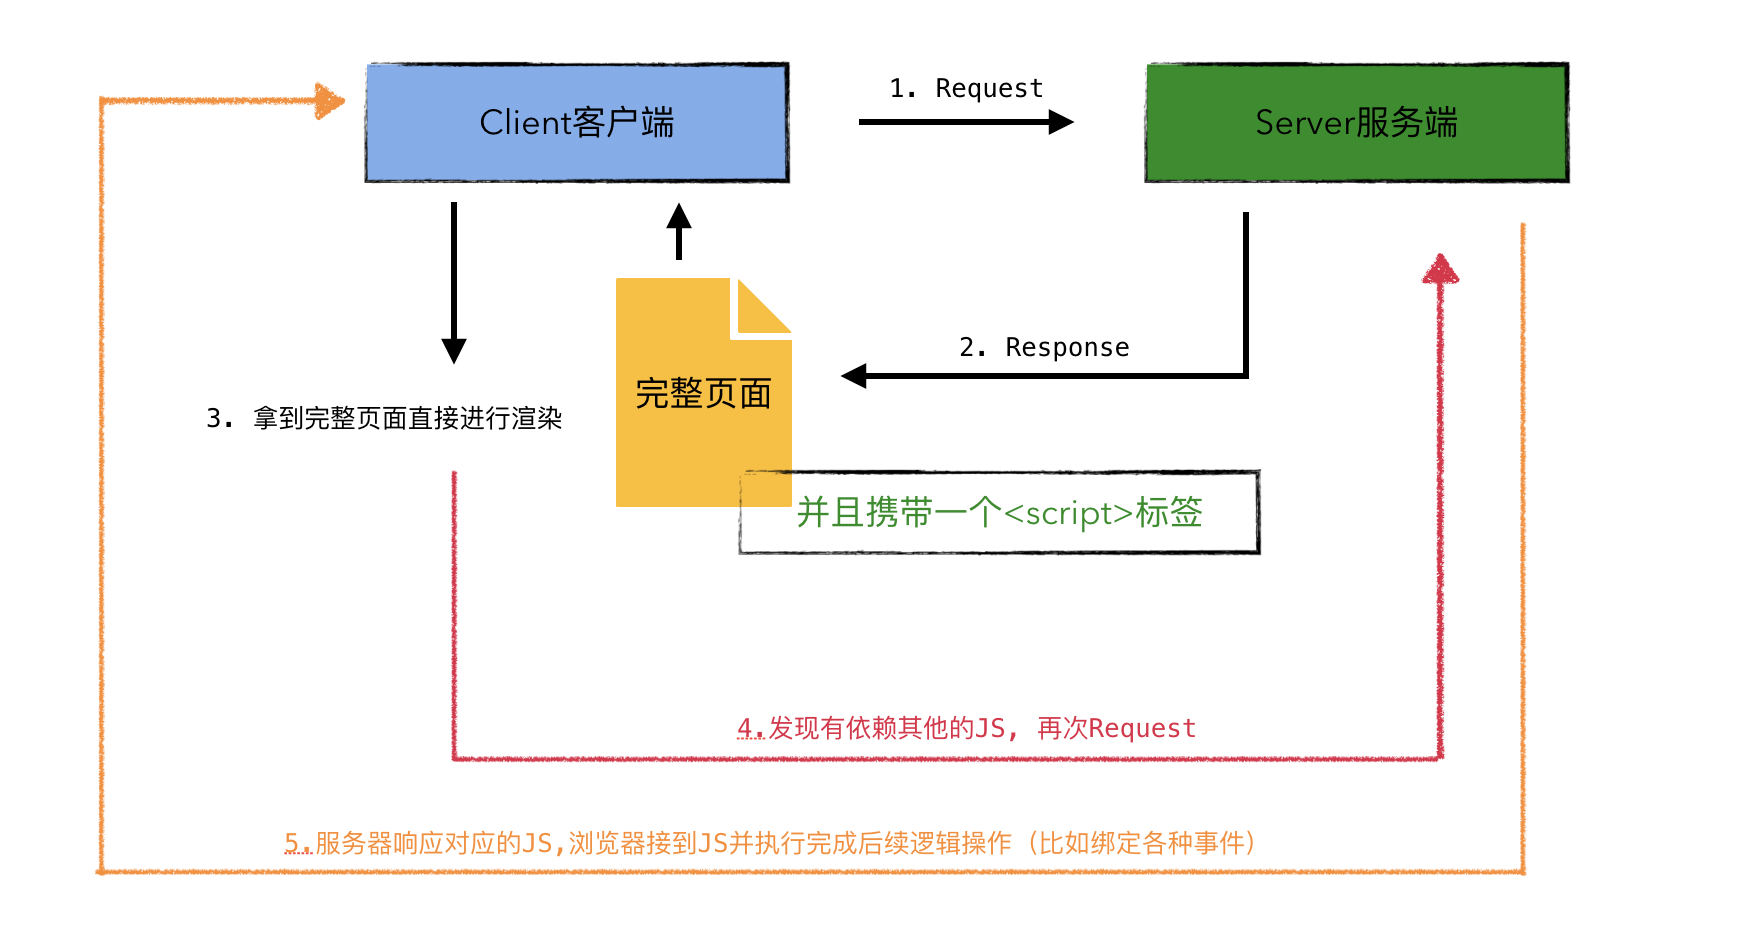 Client客户端
1. Request
Server服务端
2. Response
完整页面
3. 拿到完整页面直接进行渲染
并且携带一个<script>标签
4.发现有依赖其他的JS, 再次Request
5.服务器响应对应的JS,浏览器接到JS并执行完成后续逻辑操作（比如绑定各种事件）